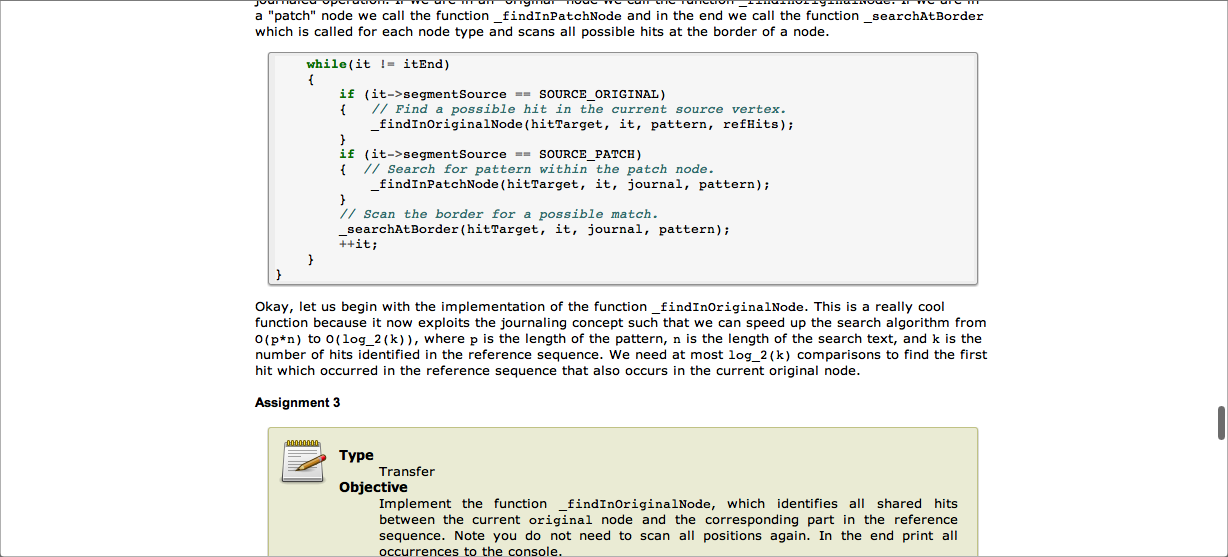 a "patch" node we call the function _findInPatchNode and in the end we call the function _searchAtBorder
which is called for each node type and scans all possible hits at the border of a node.
while(it != itEnd)
{
if (it->segmentSource == SOURCE_ORIGINAL)
{ // Find a possible hit in the current source vertex.
_findInOriginalNode(hitTarget, it, pattern, refHits);
}
if (it->segmentSource == SOURCE_PATCH)
{ // Search for pattern within the patch node.
_findInPatchNode(hitTarget, it, journal, pattern);
}
// Scan the border for a possible match.
_searchAtBorder(hitTarget, it, journal, pattern);
++it;
}
}
Okay, let us begin with the implementation of the function _findInOriginalNode. This is a really cool
function because it now exploits the journaling concept such that we can speed up the search algorithm from
O(p*n) to O(log_2(k)), where p is the length of the pattern, n is the length of the search text, and k is the
number of hits identified in the reference sequence. We need at most log_2(k) comparisons to find the first
hit which occurred in the reference sequence that also occurs in the current original node.
Assignment 3
Type
Transfer
Objective
Implement the function _findInOriginalNode, which identifies all shared hits
between the current original node and the corresponding part in the reference
sequence. Note you do not need to scan all positions again. In the end print all
occurrences to the console.